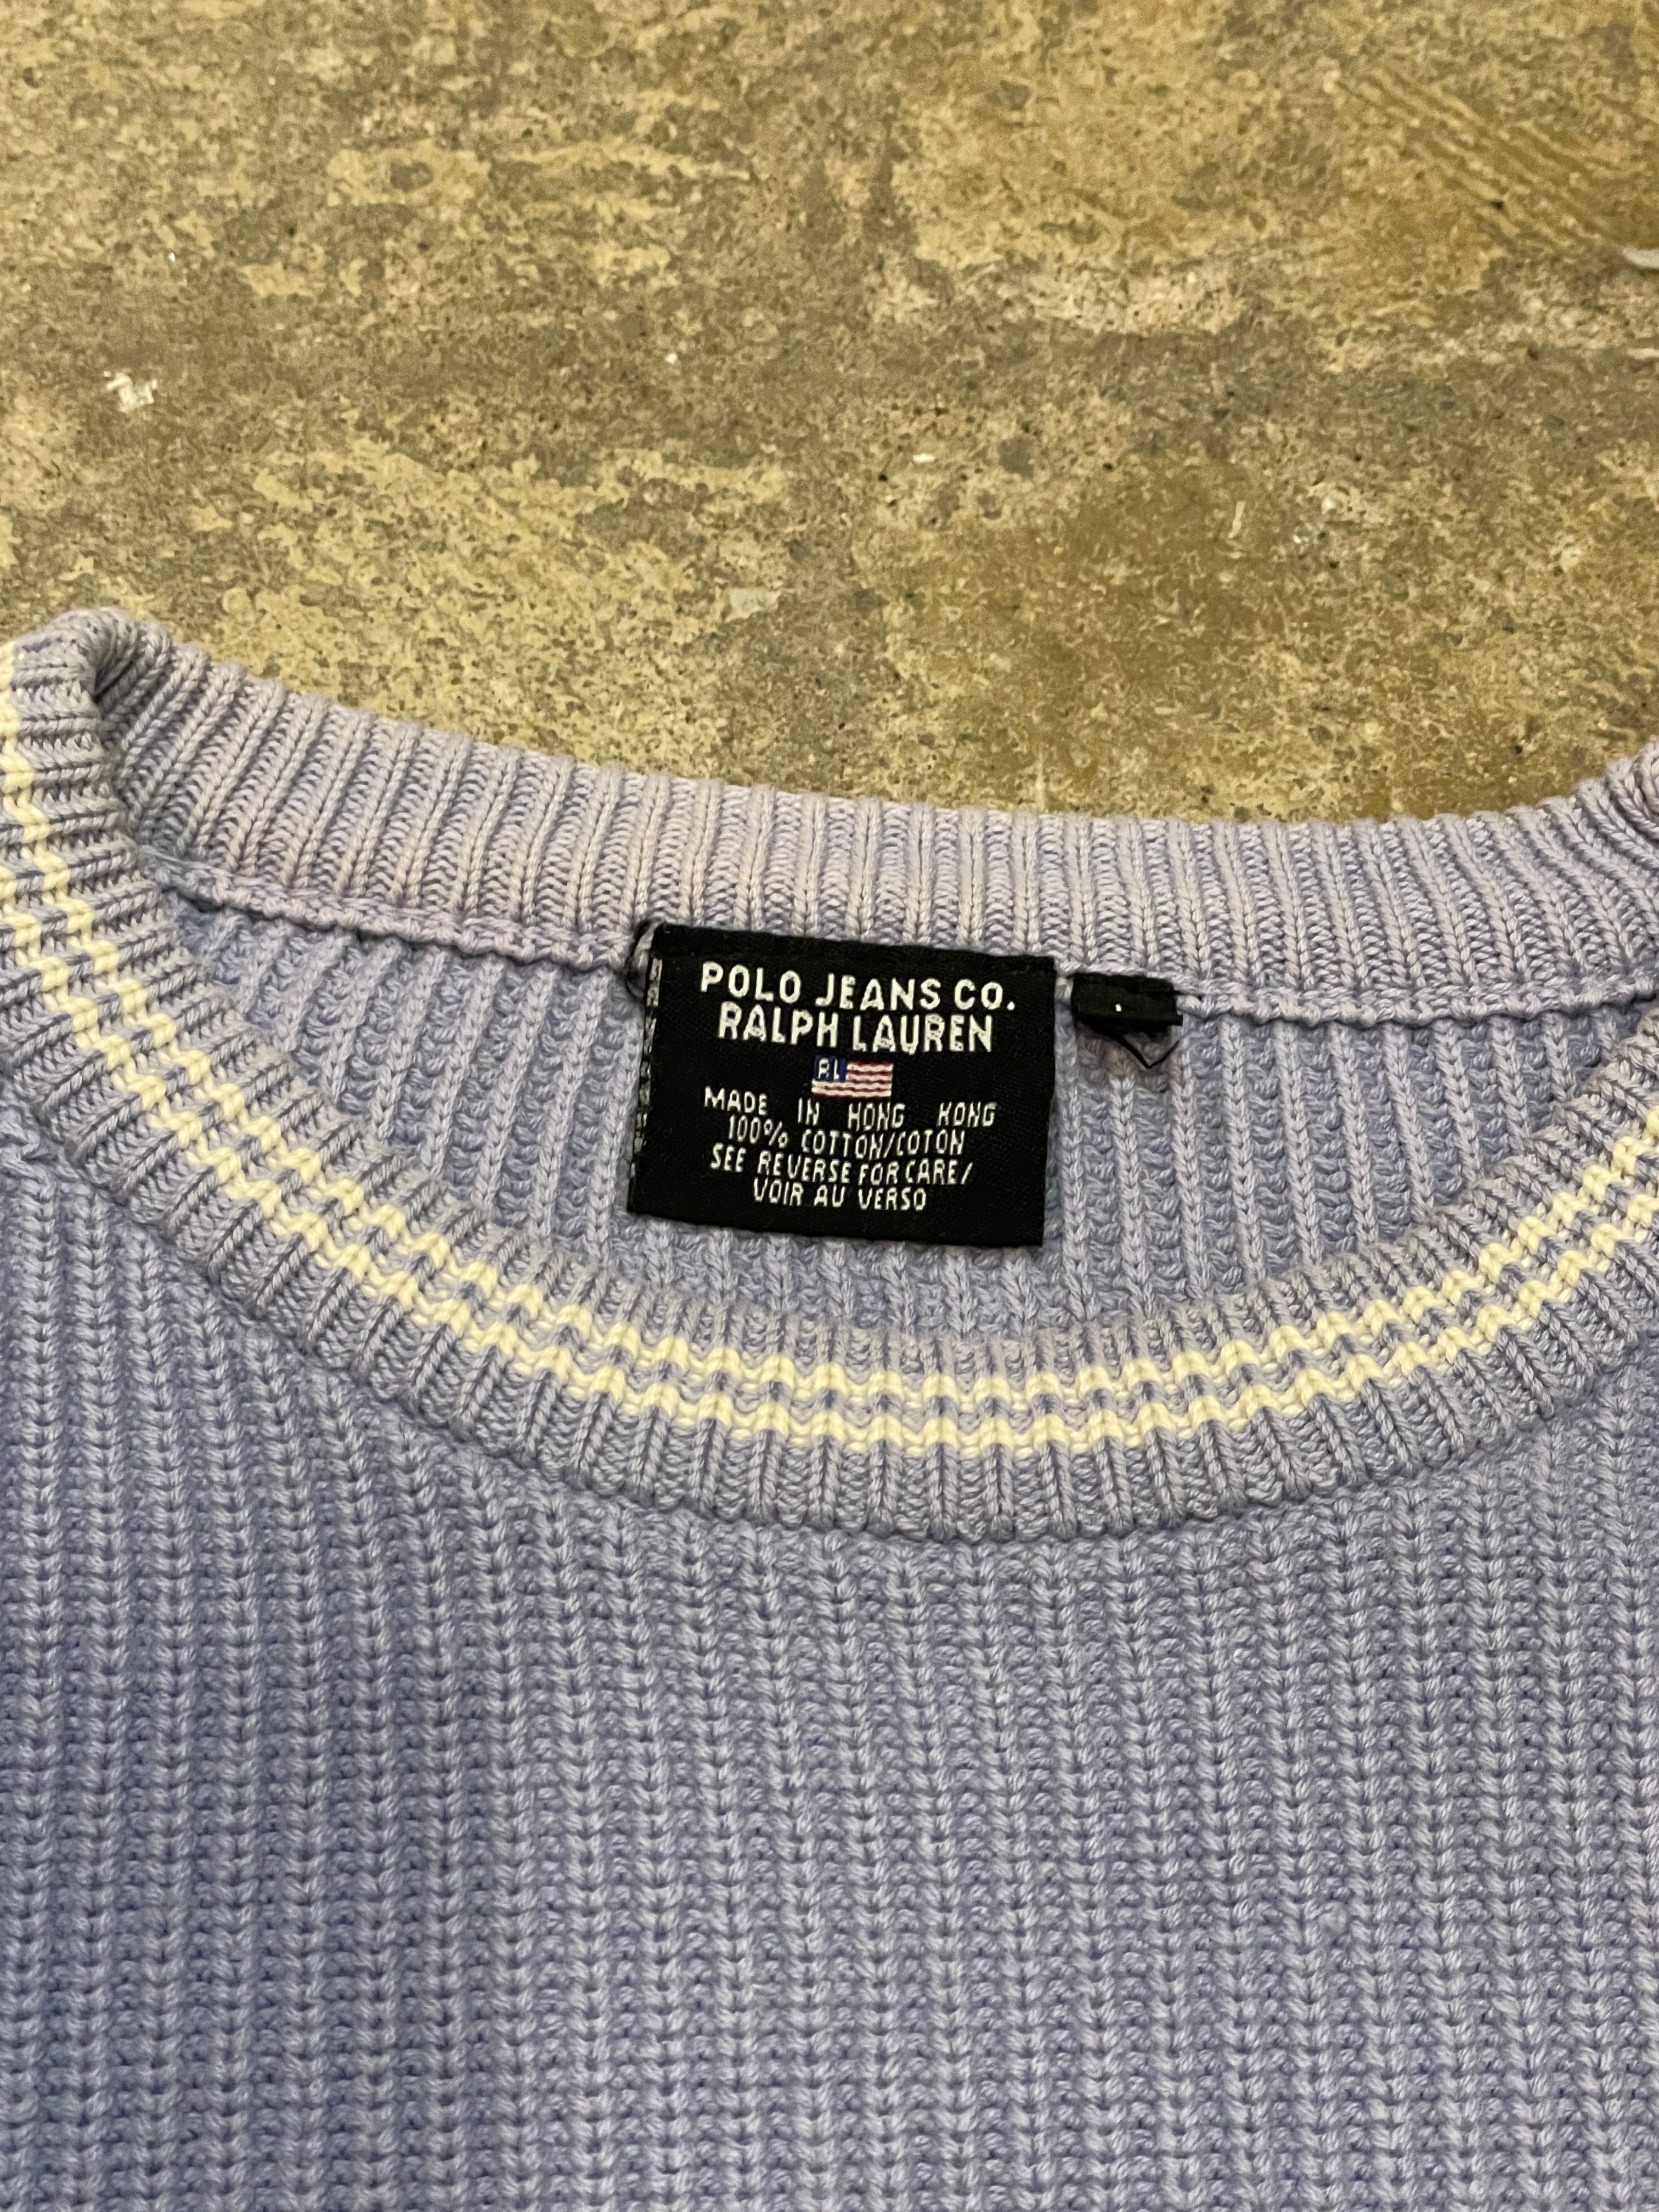 POLO JEANS CO.
RALPH LAUREN
RL
MADE IN HONG KONG
100% COTTON/COTON
SEE REVERSE FOR CARE/
VOIR AU VERSO